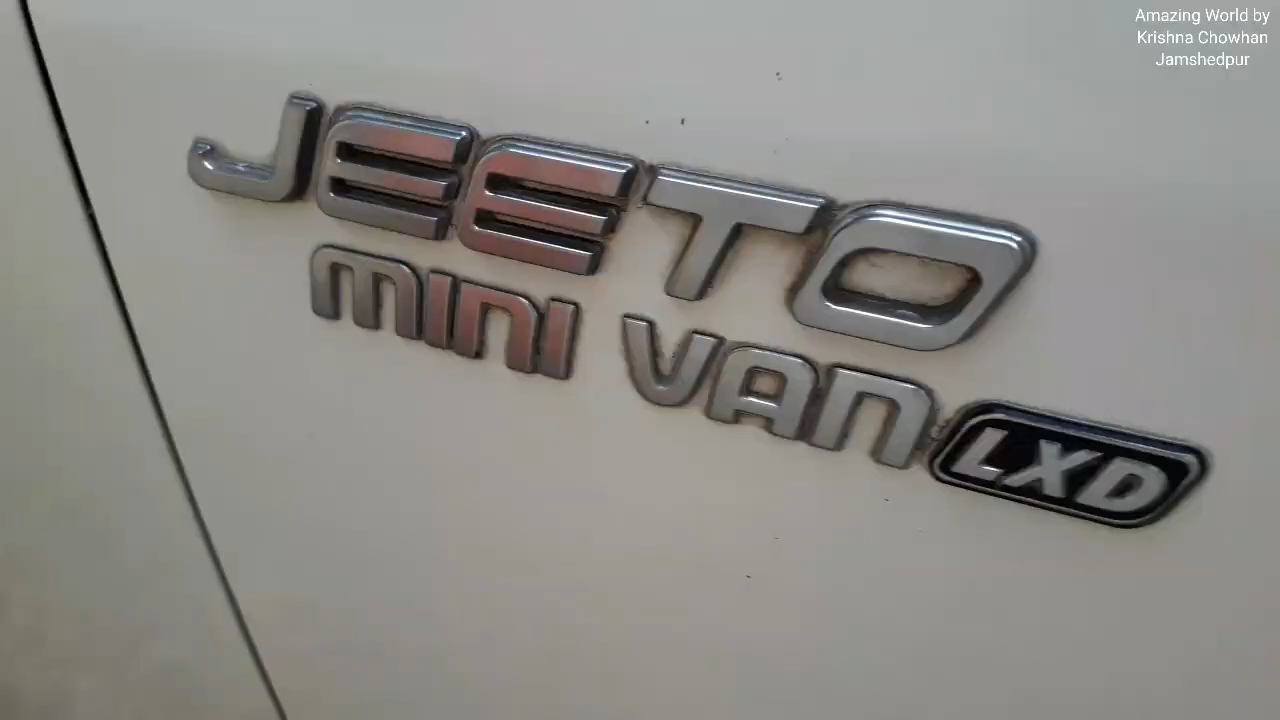 Amazing World by
Krishna Chowhan
Jamshedpur
JEETO
MINI VAN LXD